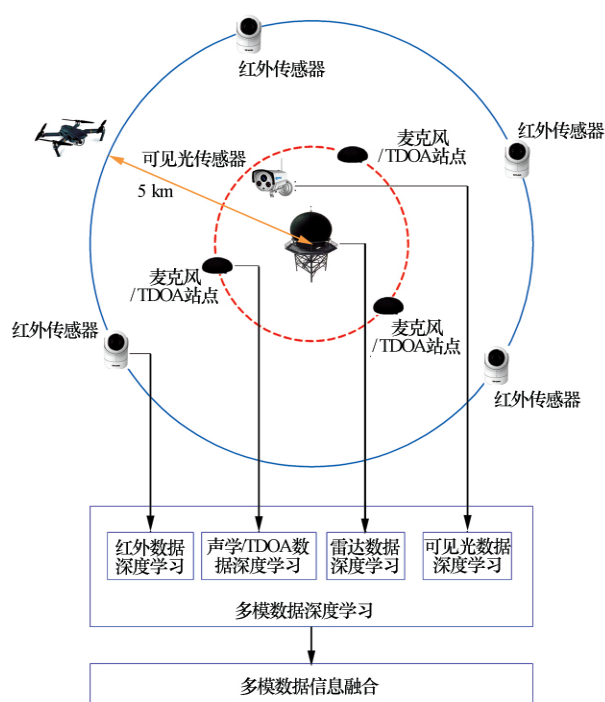 红外传感器
麦克风
/TDOA站点
红外传感器
可见光传感器
5 km
麦克风
/TDOA站点
麦克风
/TDOA站点
红外传感器
红外传感器
红外数据
深度学习
声学/TDOA数
据深度学习
雷达数据
深度学习
可见光数据
深度学习
多模数据深度学习
多模数据信息融合